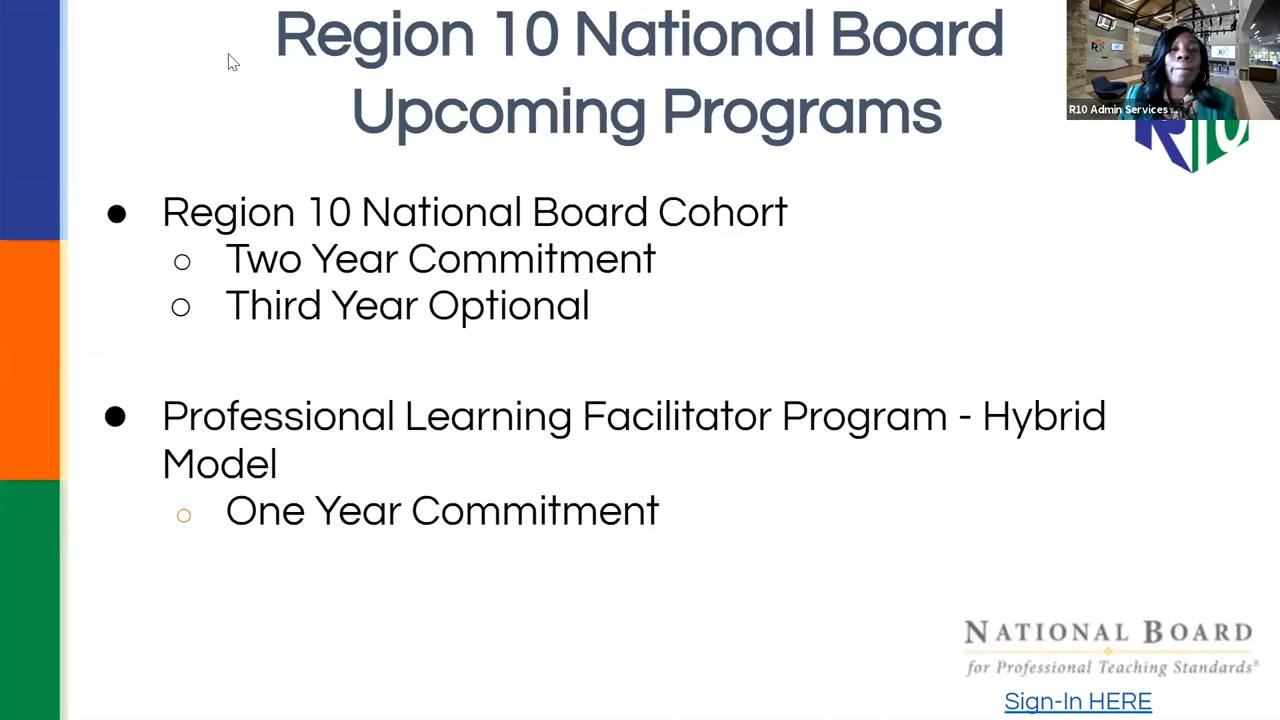 Region 10 National Board
Upcoming Programs
R10 Admin Services ...
R10
● Region 10 National Board Cohort
○ Two Year Commitment
○ Third Year Optional
● Professional Learning Facilitator Program - Hybrid
Model
○ One Year Commitment
NATIONAL BOARD
for Professional Teaching Standards®
Sign-In HERE